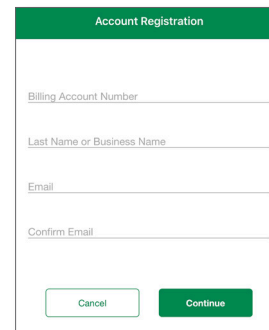 Account Registration
Billing Account Number
Last Name or Business Name
Email
Confirm Email
Cancel Continue